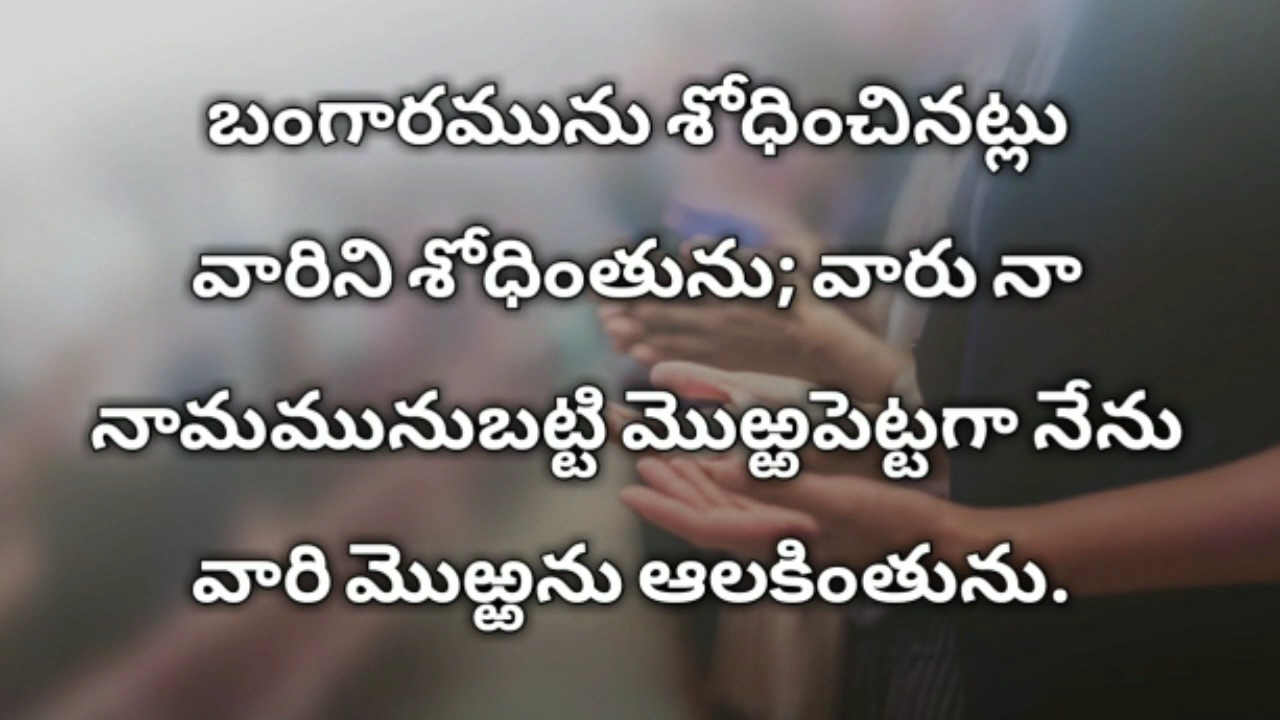 బంగారమును శోధించినట్లు
వారిని శోధింతును; వారు నా
నామమునుబట్టి మొఱ్ఱపెట్టగా నేను
వారి మొఱ్ఱను ఆలకింతును.